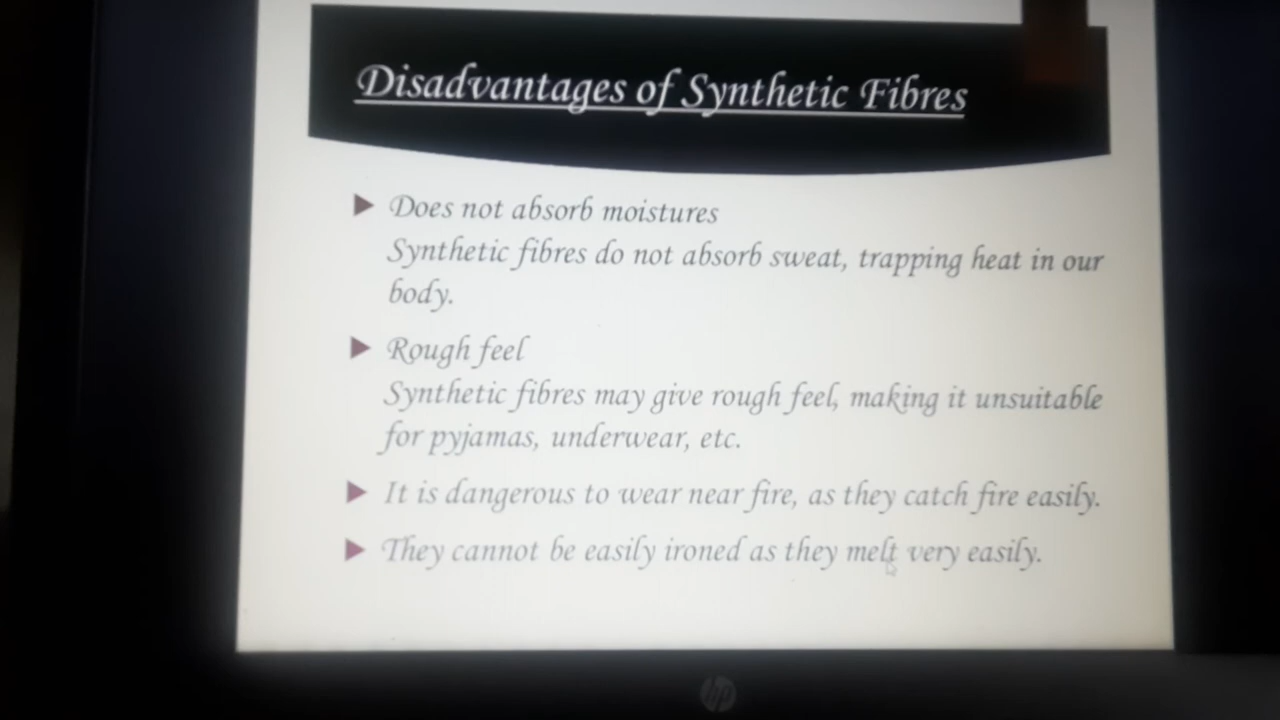 Disadvantages of Synthetic Fibres
Does not absorb moistures
Synthetic fibres do not absorb sweat, trapping heat in our
body.
Rough feel
Synthetic fibres may give rough feel, making it unsuitable
for pyjamas, underwear, etc.
It is dangerous to wear near fire, as they catch fire easily.
They cannot be easily ironed as they melt very easily.
hp